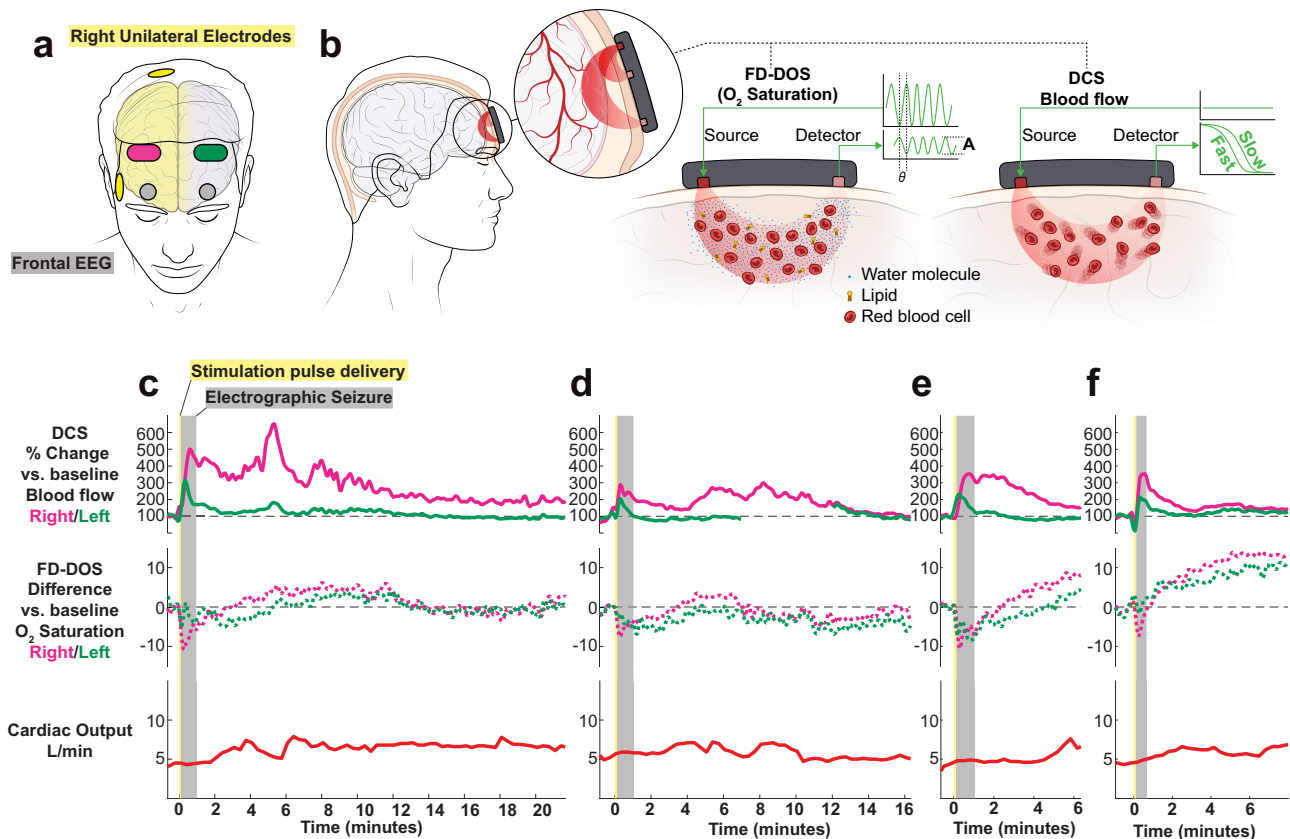 a
Right Unilateral Electrodes
Frontal EEG
b
FD-DOS
(O2 Saturation)
Source
Detector
A
θ
DCS
Blood flow
Source
Detector
Slow
Fast
Water molecule
Lipid
Red blood cell
c
Stimulation pulse delivery
Electrographic Seizure
d
e
f
DCS
% Change
vs. baseline
Blood flow
Right/Left
600
500
400
300
200
100
600
500
400
300
200
100
600
500
400
300
200
100
600
500
400
300
200
100
FD-DOS
Difference
vs. baseline
O2 Saturation
Right/Left
10
0
-10
10
0
-10
10
0
-10
10
0
-10
Cardiac Output
L/min
10
5
10
5
10
5
10
5
0 2 4 6 8 10 12 14 16 18 20
Time (minutes)
0 2 4 6 8 10 12 14 16
Time (minutes)
0 2 4 6
Time (minutes)
0 2 4 6
Time (minutes)